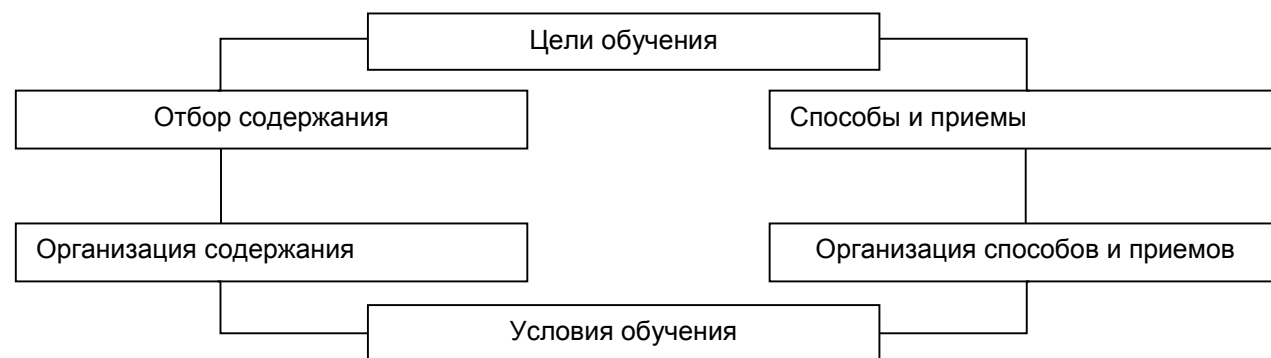 Цели обучения
Отбор содержания
Способы и приемы
Организация содержания
Организация способов и приемов
Условия обучения